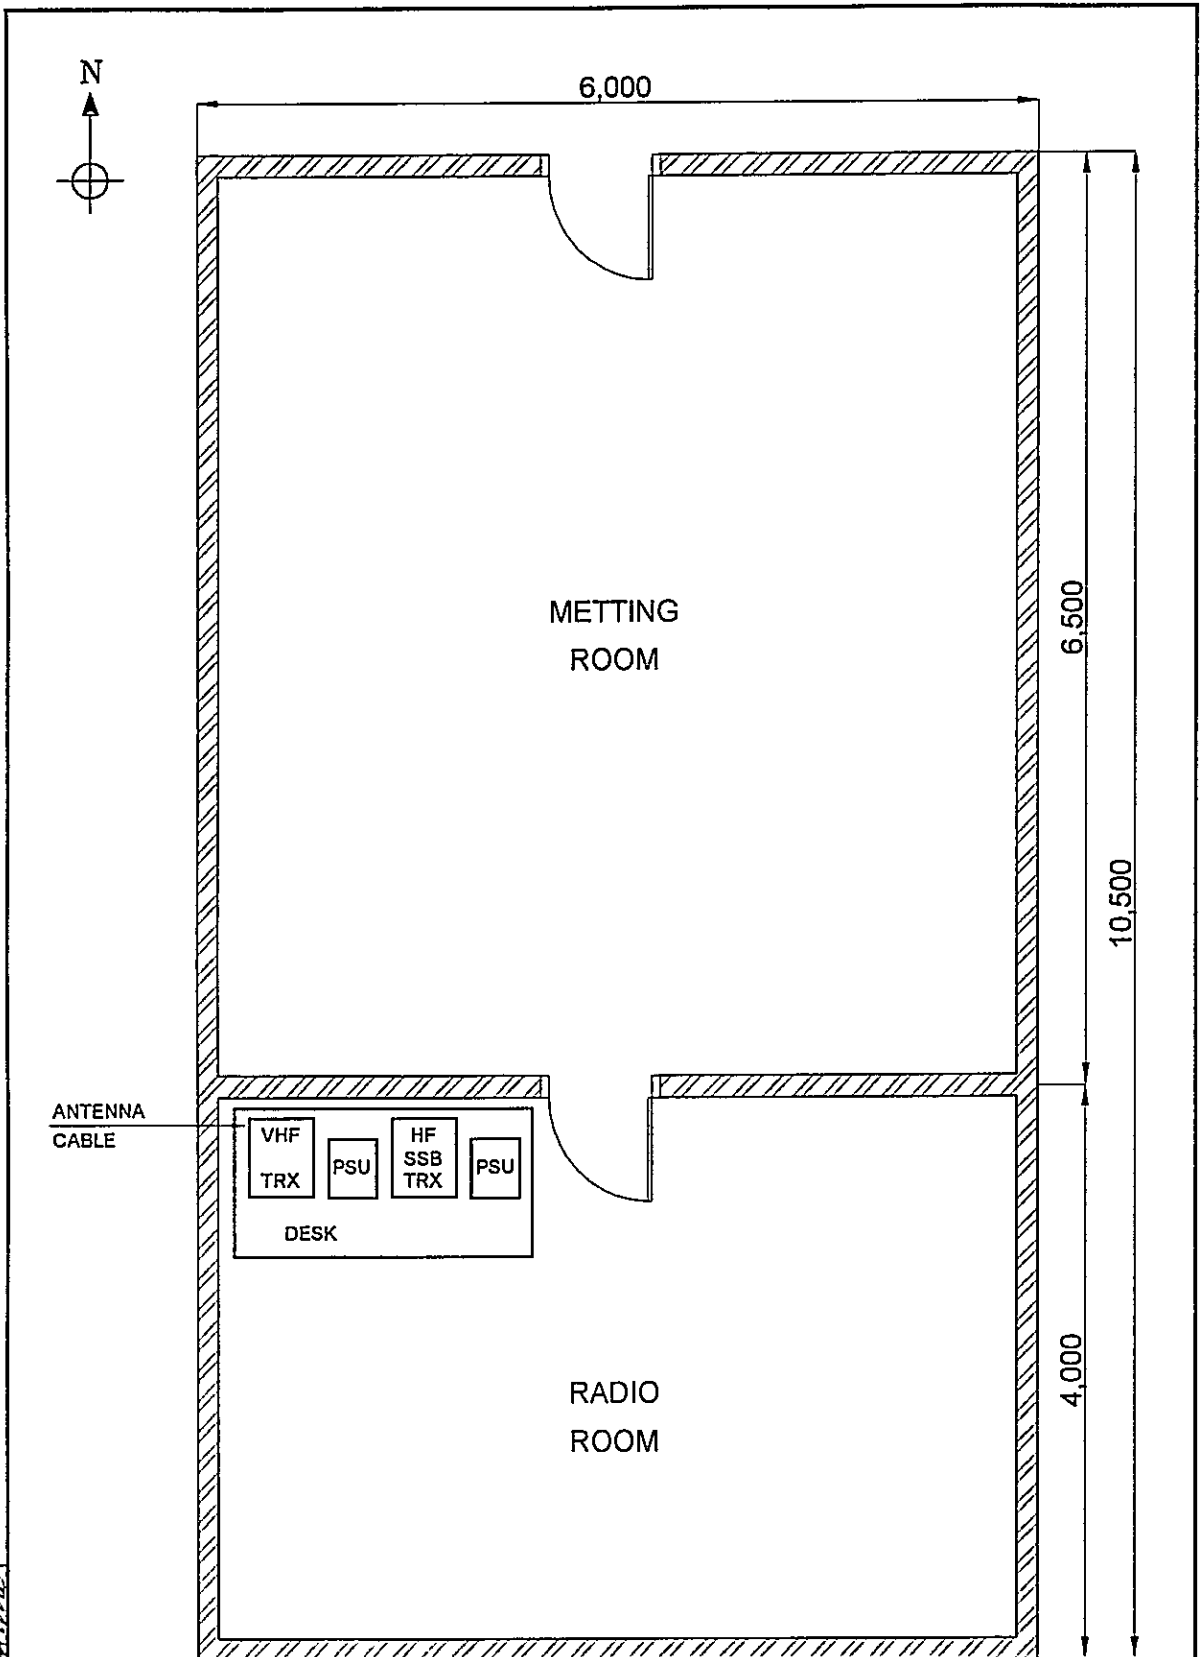 N
6,000
METTING
ROOM
6,500
10,500
ANTENNA
CABLE
VHF
TRX
PSU
HF
SSB
TRX
PSU
DESK
4,000
RADIO
ROOM